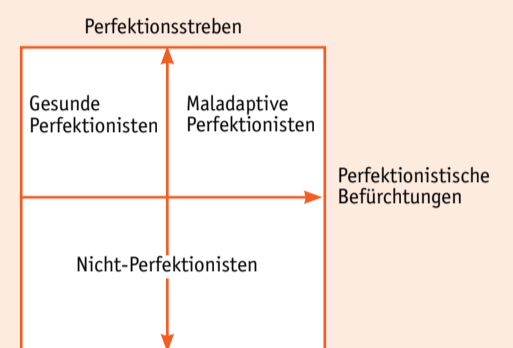 Perfektionsstreben
Gesunde
Perfektionisten
Maladaptive
Perfektionisten
Perfektionistische
Befürchtungen
Nicht-Perfektionisten